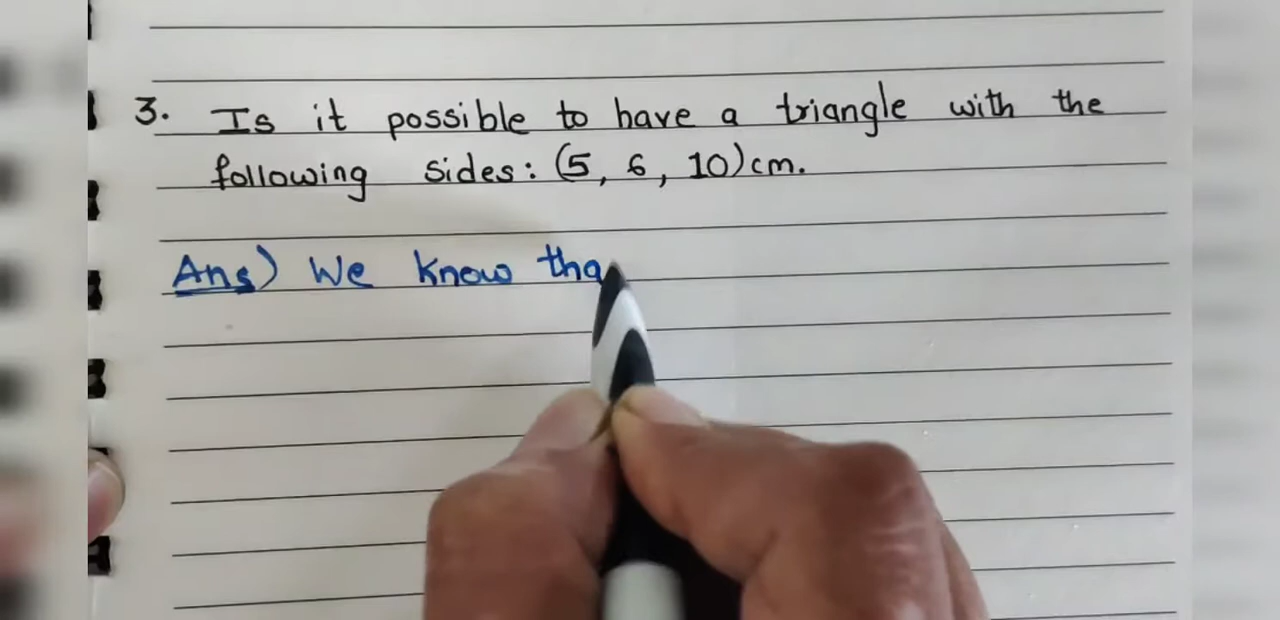 3. Is it possible to have a triangle with the
following sides: (5, 6, 10)cm.
Ans) We know tha